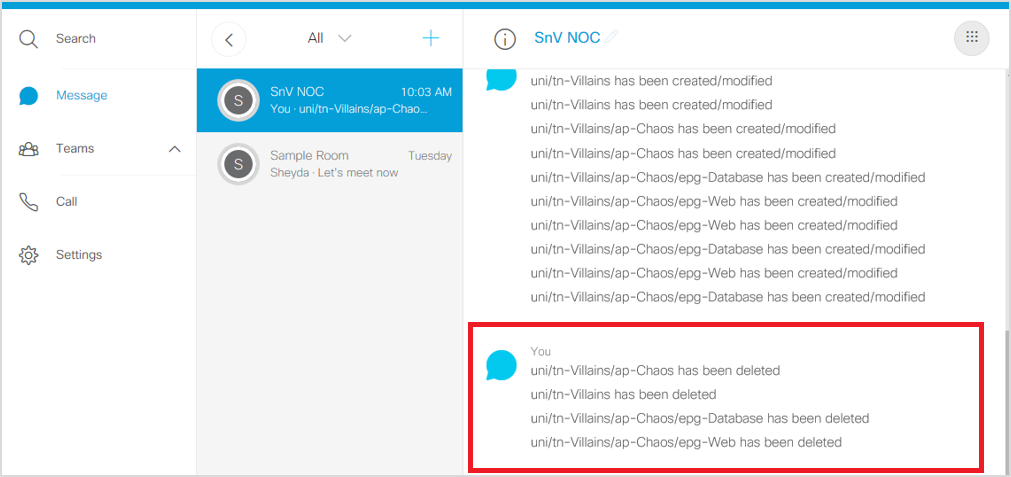 Search
Message
Teams
Call
Settings
All
S
SnV NOC
10:03 AM
You · uni/tn-Villains/ap-Chao...
S
Sample Room
Tuesday
Sheyda · Let's meet now
SnV NOC
uni/tn-Villains has been created/modified
uni/tn-Villains has been created/modified
uni/tn-Villains/ap-Chaos has been created/modified
uni/tn-Villains/ap-Chaos has been created/modified
uni/tn-Villains/ap-Chaos/epg-Database has been created/modified
uni/tn-Villains/ap-Chaos/epg-Web has been created/modified
uni/tn-Villains/ap-Chaos/epg-Web has been created/modified
uni/tn-Villains/ap-Chaos/epg-Database has been created/modified
uni/tn-Villains/ap-Chaos/epg-Web has been created/modified
uni/tn-Villains/ap-Chaos/epg-Database has been created/modified
You
uni/tn-Villains/ap-Chaos has been deleted
uni/tn-Villains has been deleted
uni/tn-Villains/ap-Chaos/epg-Database has been deleted
uni/tn-Villains/ap-Chaos/epg-Web has been deleted